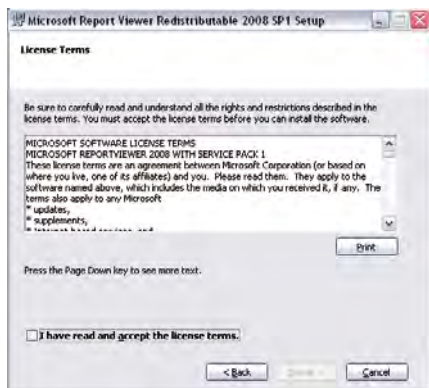 Microsoft Report Viewer Redistributable 2008 SP1 Setup
License Terms
Be sure to carefully read and understand all the rights and restrictions described in the
license terms. You must accept the license terms before you can install the software.
MICROSOFT SOFTWARE LICENSE TERMS
MICROSOFT REPORTVIEWER 2008 WITH SERVICE PACK 1
These license terms are an agreement between Microsoft Corporation (or based on
where you live, one of its affiliates) and you. Please read them. They apply to the
software named above, which includes the media on which you received it, if any. The
terms also apply to any Microsoft
* updates,
* supplements,
Print
Press the Page Down key to see more text.
I have read and accept the license terms.
< Back
Cancel